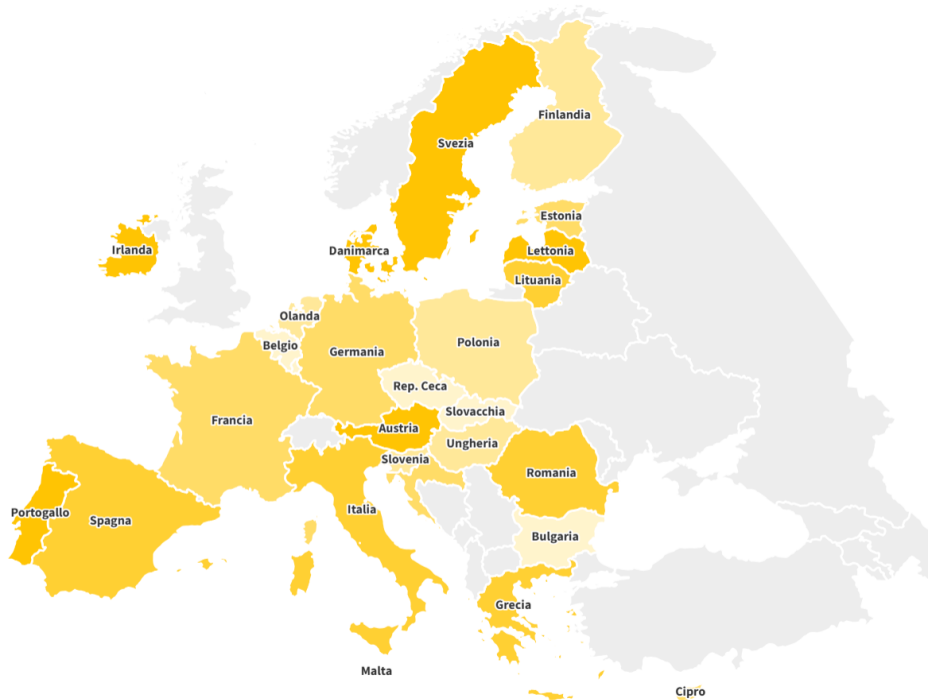 Finlandia
Svezia
Estonia
Irlanda
Danimarca
Lettonia
Lituania
Olanda
Belgio
Germania
Polonia
Rep. Ceca
Slovacchia
Francia
Austria
Ungheria
Slovenia
Romania
Portogallo
Spagna
Italia
Bulgaria
Grecia
Malta
Cipro